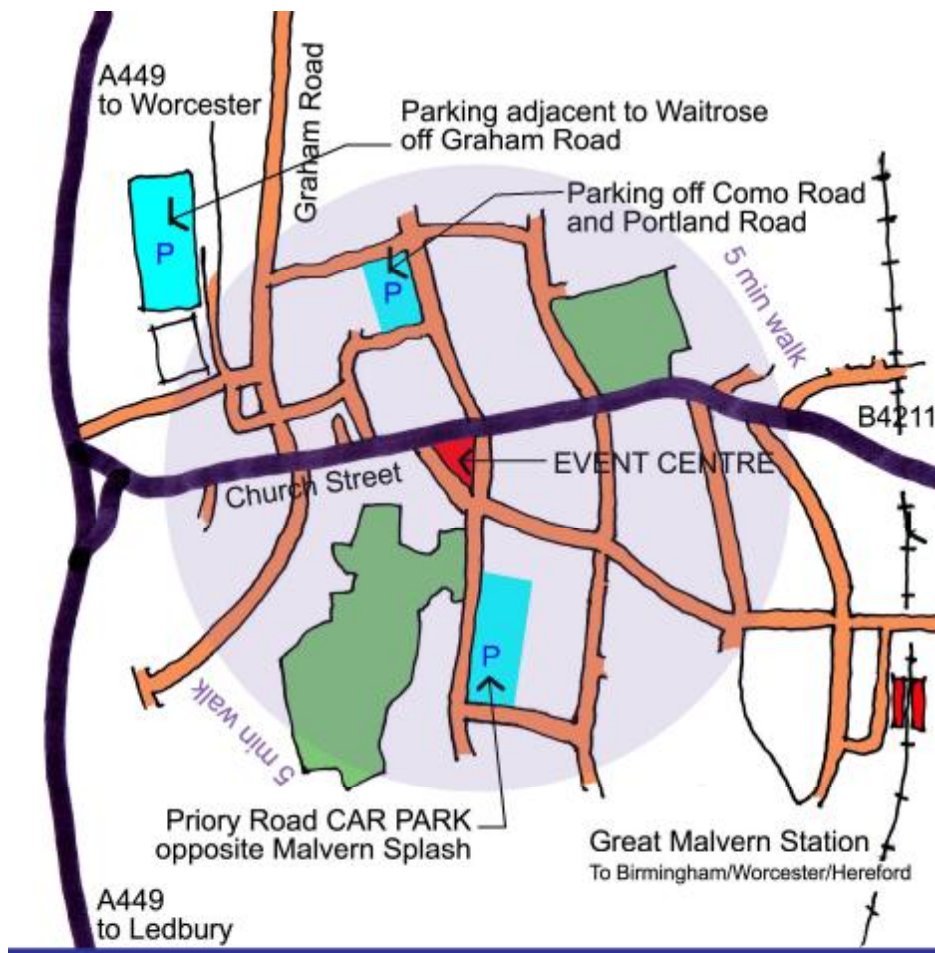 A449
to Worcester
Graham Road
Parking adjacent to Waitrose
off Graham Road
Parking off Como Road
and Portland Road
P
P
5 min walk
B4211
EVENT CENTRE
Church Street
P
5 min walk
Priory Road CAR PARK
opposite Malvern Splash
Great Malvern Station
To Birmingham/Worcester/Hereford
A449
to Ledbury